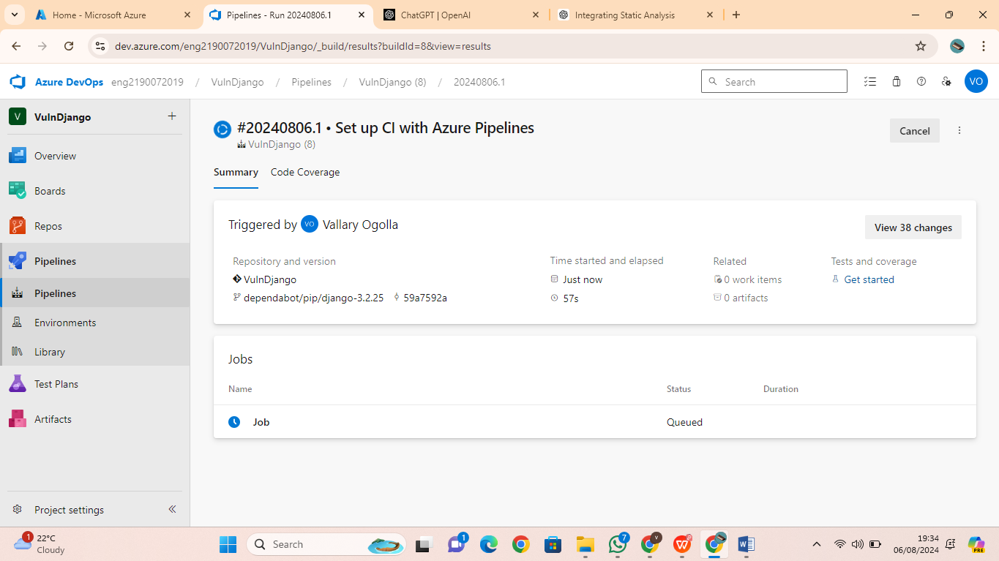 Home - Microsoft Azure
Pipelines - Run 20240806.1
ChatGPT | OpenAI
Integrating Static Analysis
dev.azure.com/eng2190072019/VulnDjango/_build/results?buildId=8&view=results
Azure DevOps eng2190072019 / VulnDjango / Pipelines / VulnDjango (8) / 20240806.1
Search
VO
V VulnDjango
Overview
Boards
Repos
Pipelines
Pipelines
Environments
Library
Test Plans
Artifacts
Project settings
#20240806.1 • Set up CI with Azure Pipelines
VulnDjango (8)
Cancel
Summary Code Coverage
Triggered by VO Vallary Ogolla
View 38 changes
Repository and version
VulnDjango
dependabot/pip/django-3.2.25 59a7592a
Time started and elapsed
Just now
57s
Related
0 work items
0 artifacts
Tests and coverage
Get started
Jobs
Name Status Duration
Job Queued
1
22°C
Cloudy
Search
1
7
V
PRE
19:34
06/08/2024